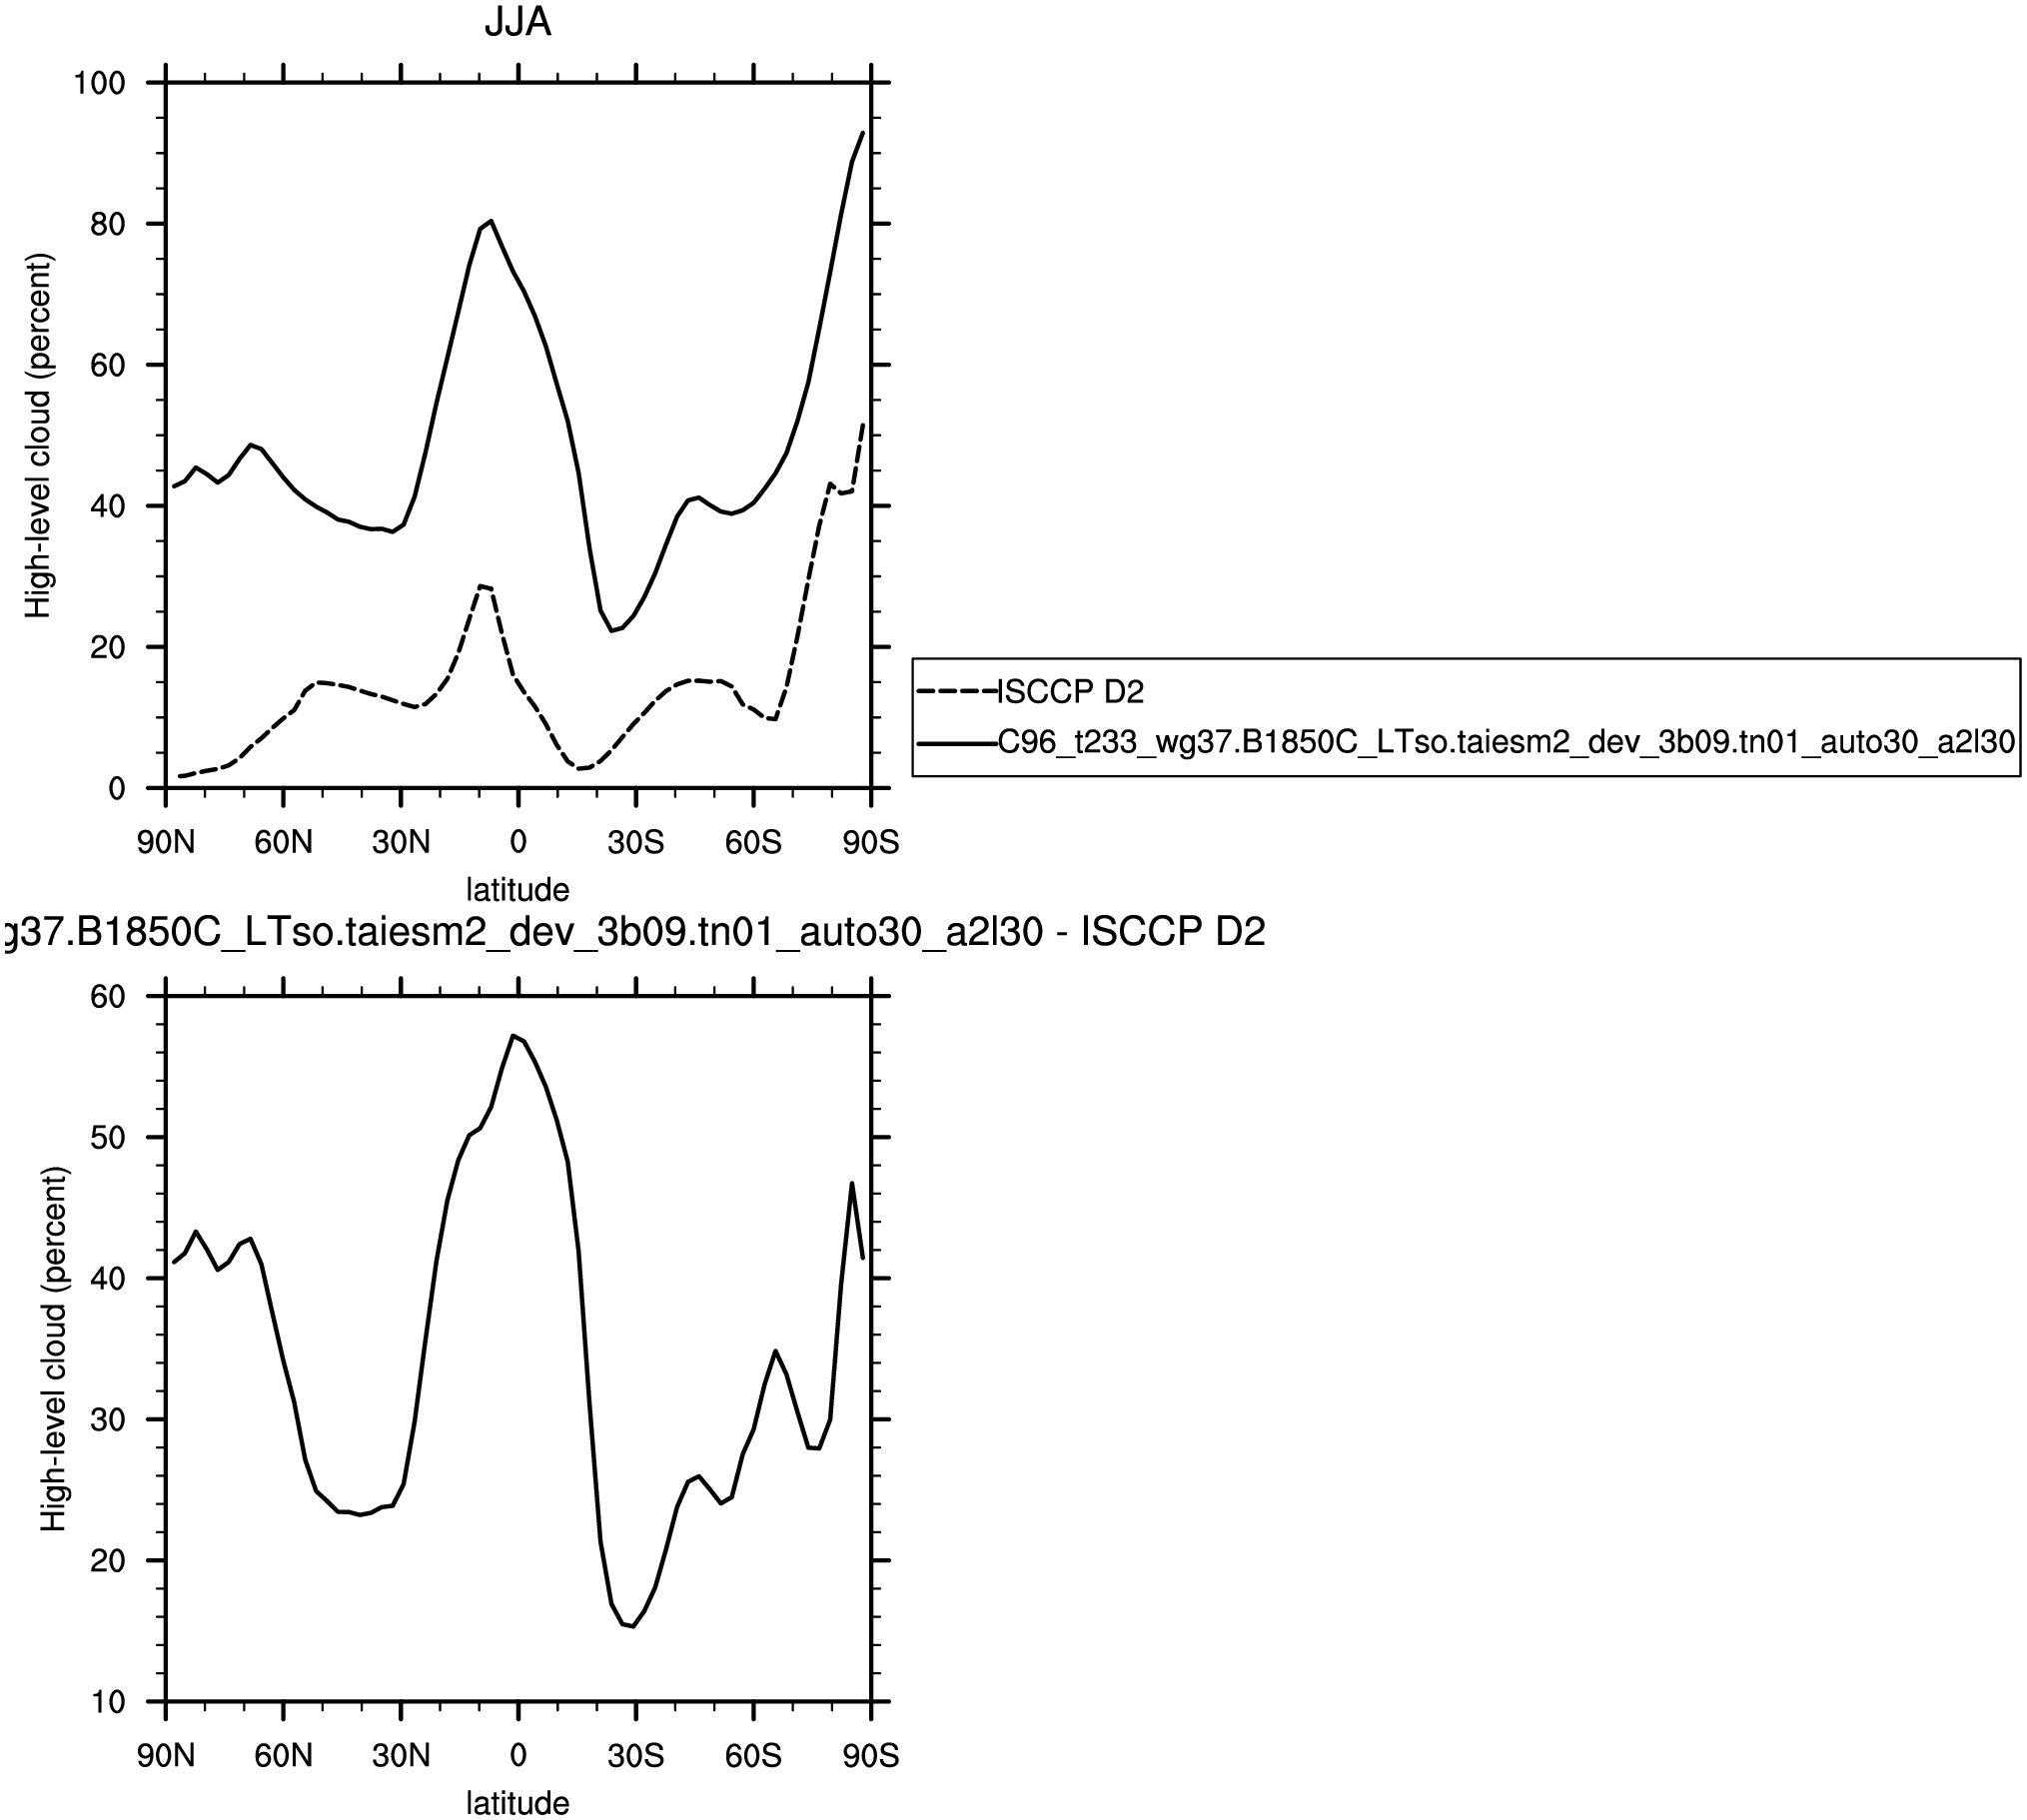 JJA
100
80
60
40
20
0
High-level cloud (percent)
90N 60N 30N 0 30S 60S 90S
latitude
ISCCP D2
C96_t233_wg37.B1850C_LTso.taiesm2_dev_3b09.tn01_auto30_a2l30
g37.B1850C_LTso.taiesm2_dev_3b09.tn01_auto30_a2l30 - ISCCP D2
60
50
40
30
20
10
High-level cloud (percent)
90N 60N 30N 0 30S 60S 90S
latitude